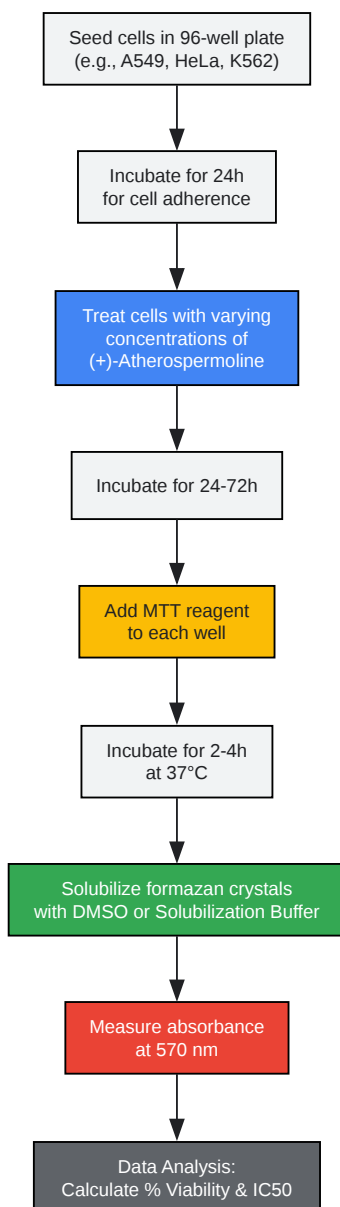 Seed cells in 96-well plate
(e.g., A549, HeLa, K562)
Incubate for 24h
for cell adherence
Treat cells with varying
concentrations of
(+)-Atherospermoline
Incubate for 24-72h
Add MTT reagent
to each well
Incubate for 2-4h
at 37°C
Solubilize formazan crystals
with DMSO or Solubilization Buffer
Measure absorbance
at 570 nm
Data Analysis:
Calculate % Viability & IC50